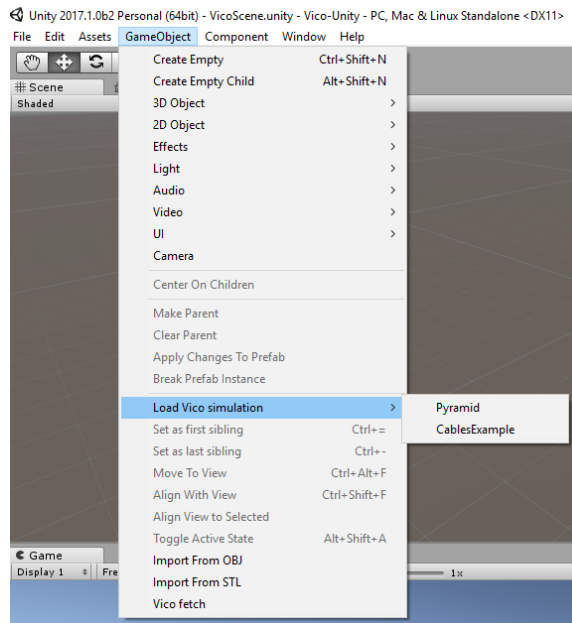 Unity 2017.1.0b2 Personal (64bit) - VicoScene.unity - Vico-Unity - PC, Mac & Linux Standalone <DX11>
File Edit Assets GameObject Component Window Help
Create Empty Ctrl+Shift+N
Create Empty Child Alt+Shift+N
# Scene
3D Object >
Shaded
2D Object >
Effects >
Light >
Audio >
Video >
UI >
Camera
Center On Children
Make Parent
Clear Parent
Apply Changes To Prefab
Break Prefab Instance
Load Vico simulation > Pyramid
Set as first sibling Ctrl+= CablesExample
Set as last sibling Ctrl+-
Move To View Ctrl+Alt+F
Align With View Ctrl+Shift+F
Align View to Selected
Toggle Active State Alt+Shift+A
Game
Import From OBJ
Display 1 Fre 1x
Import From STL
Vico fetch